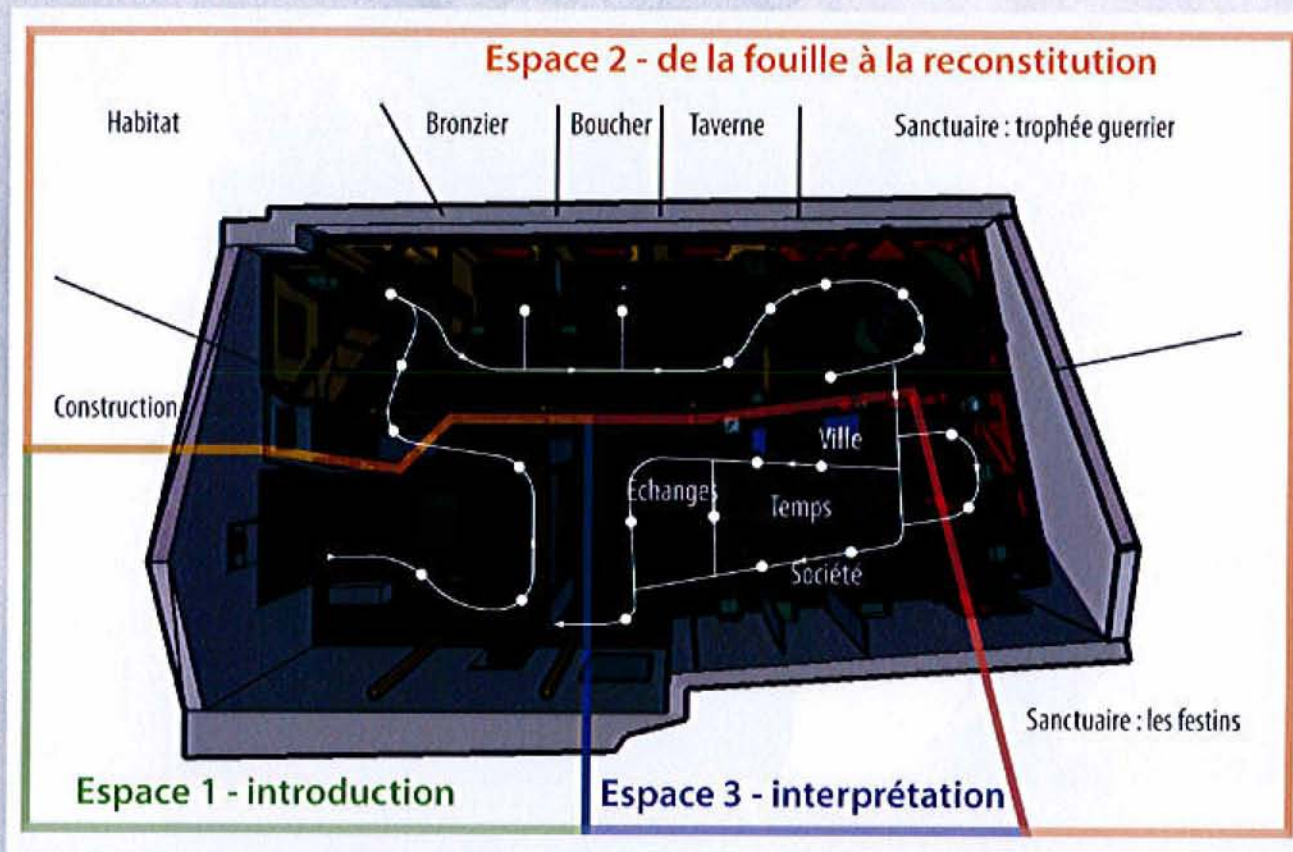 Espace 2 - de la fouille à la reconstitution
Habitat
Bronzier
Boucher
Taverne
Sanctuaire : trophée guerrier
Construction
Ville
Echanges
Temps
Société
Sanctuaire : les festins
Espace 1 - introduction
Espace 3 - interprétation